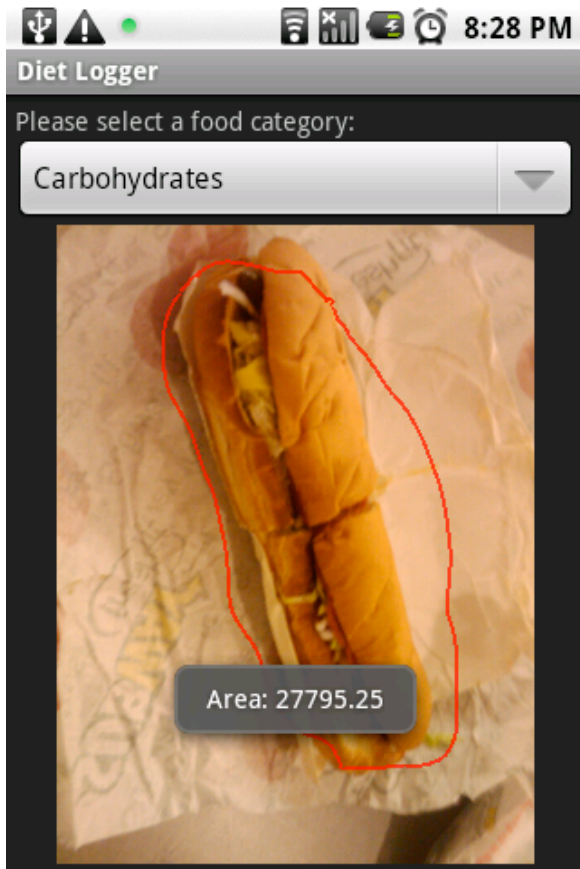 8:28 PM
Diet Logger
Please select a food category:
Carbohydrates
Area: 27795.25